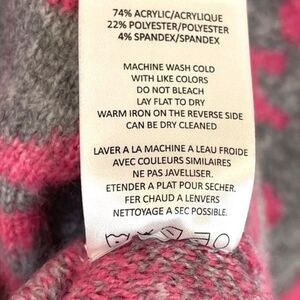 74% ACRYLIC/ACRYLIQUE
22% POLYESTER/POLYESTER
4% SPANDEX/SPANDEX
MACHINE WASH COLD
WITH LIKE COLORS
DO NOT BLEACH
LAY FLAT TO DRY
WARM IRON ON THE REVERSE SIDE
CAN BE DRY CLEANED
LAVER A LA MACHINE A LEAU FROIDE
AVEC COULEURS SIMILAIRES
NE PAS JAVELLISER.
ETENDER A PLAT POUR SECHER.
FER CHAUD A LENVERS
NETTOYAGE A SEC POSSIBLE.